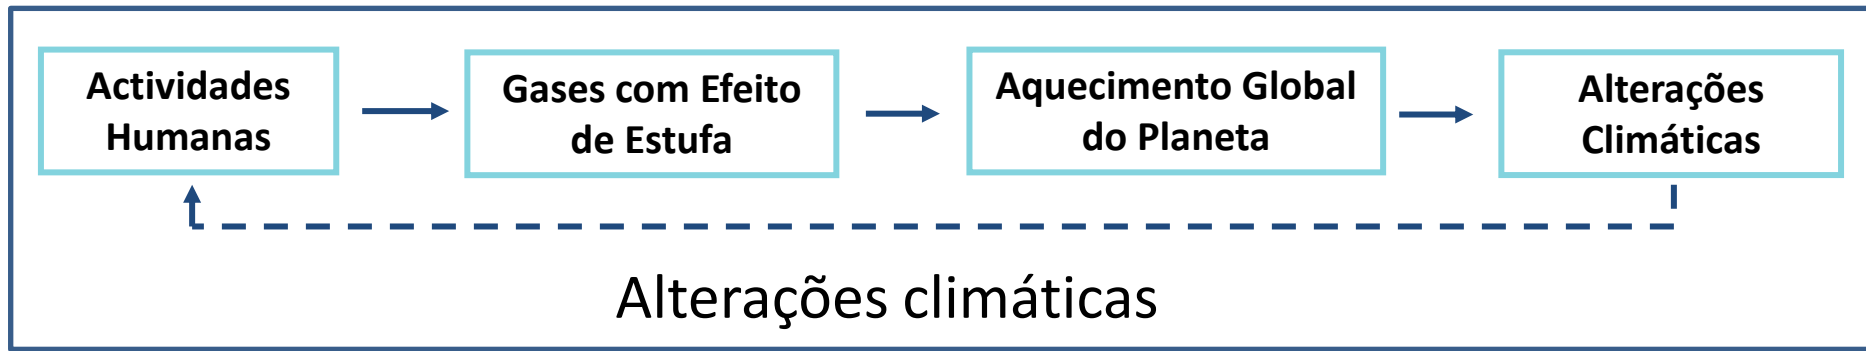 Actividades
Humanas
Gases com Efeito
de Estufa
Aquecimento Global
do Planeta
Alterações
Climáticas
Alterações climáticas